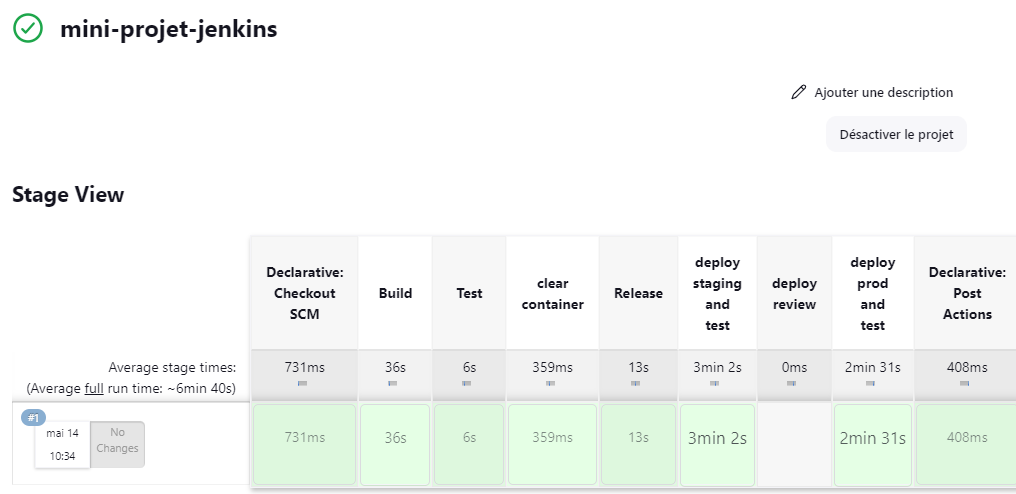 mini-projet-jenkins
Ajouter une description
Désactiver le projet
Stage View
Declarative:
Checkout
SCM
Build
Test
clear
container
Release
deploy
staging
and
test
deploy
review
deploy
prod
and
test
Declarative:
Post
Actions
Average stage times:
(Average full run time: ~6min 40s)
731ms
36s
6s
359ms
13s
3min 2s
0ms
2min 31s
408ms
#1
mai 14
10:34
No
Changes
731ms
36s
6s
359ms
13s
3min 2s
2min 31s
408ms